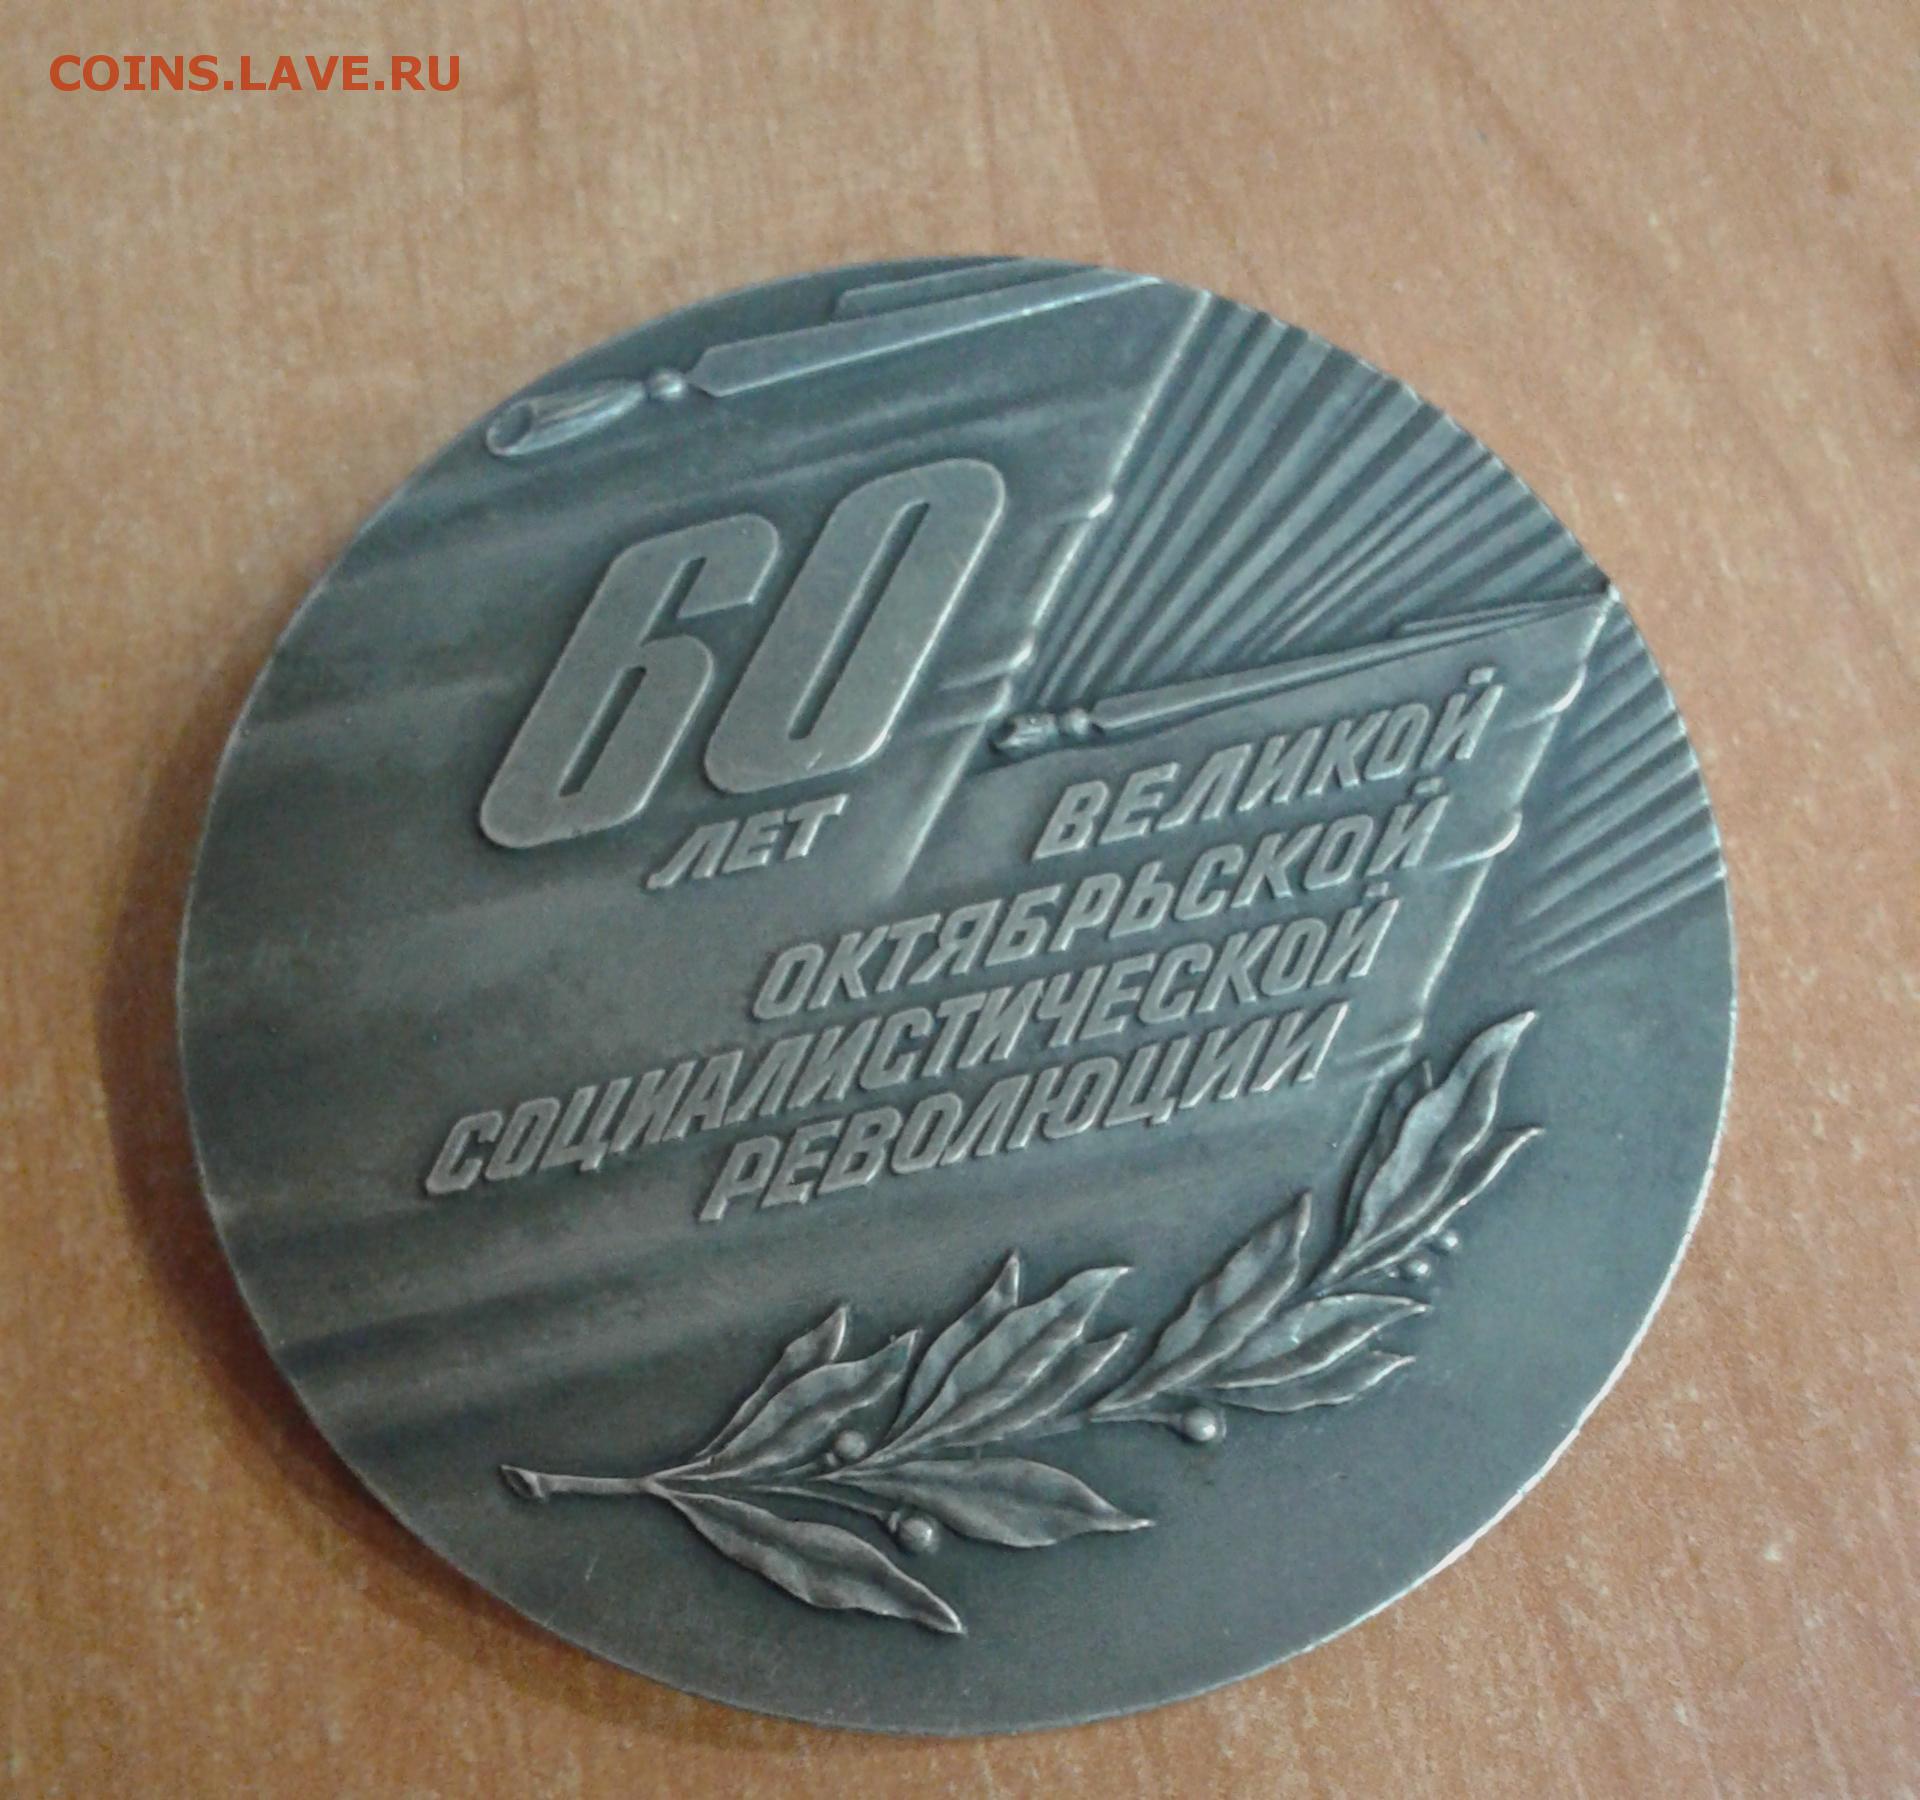 COINS.LAVE.RU
60
ЛЕТ
ВЕЛИКОЙ
ОКТЯБРЬСКОЙ
СОЦИАЛИСТИЧЕСКОЙ
РЕВОЛЮЦИИ